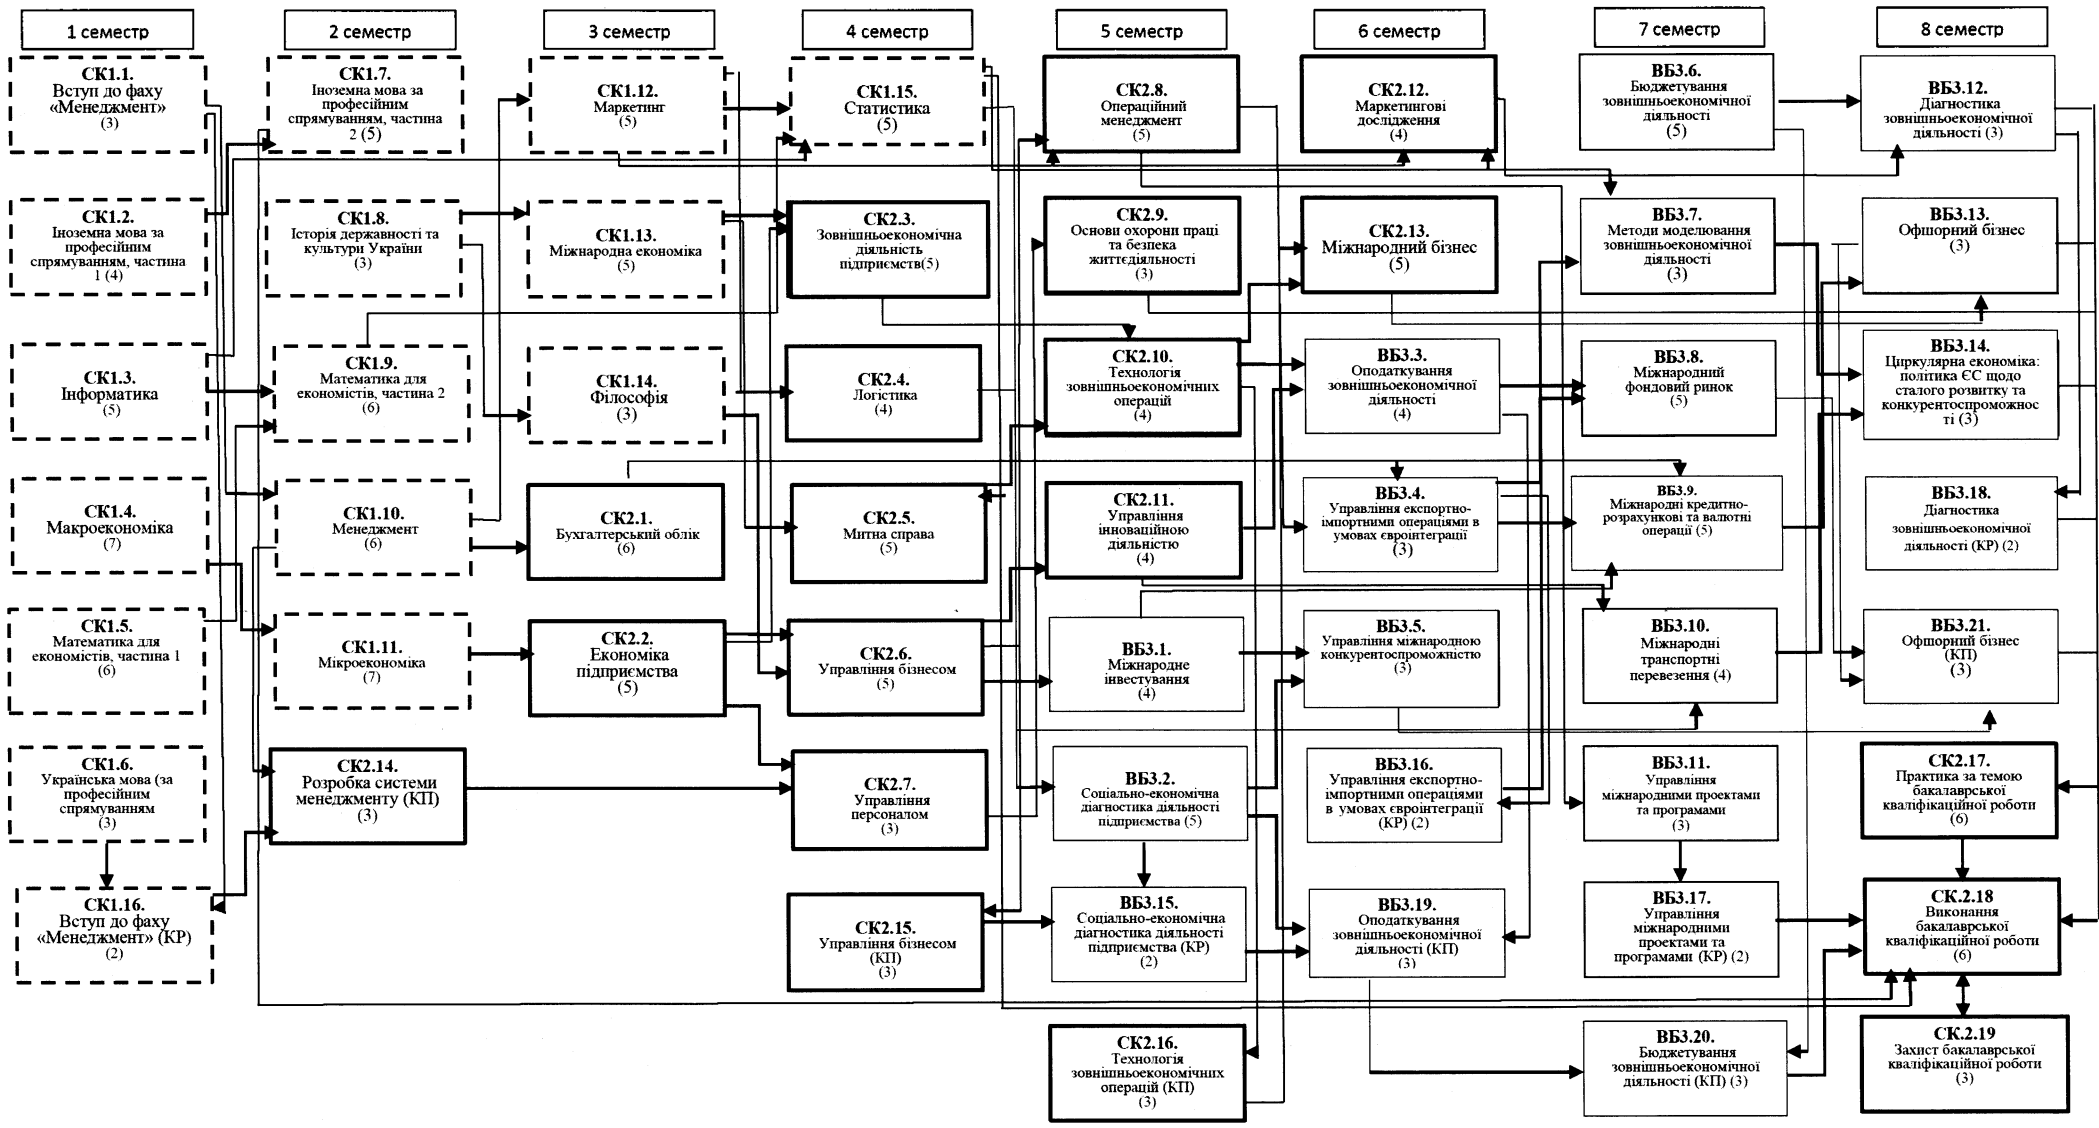 1 семестр
СК1.1.
Вступ до фаху
«Менеджмент»
(3)
СК1.2.
Іноземна мова за
професійним
спрямуванням, частина
1 (4)
СК1.3.
Інформатика
(5)
СК1.4.
Макроекономіка
(7)
СК1.5.
Математика для
економістів, частина 1
(6)
СК1.6.
Українська мова (за
професійним
спрямуванням
(3)
СК1.16.
Вступ до фаху
«Менеджмент» (КР)
(2)
2 семестр
СК1.7.
Іноземна мова за
професійним
спрямуванням, частина
2 (5)
СК1.8.
Історія державності та
культури України
(3)
СК1.9.
Математика для
економістів, частина 2
(6)
СК1.10.
Менеджмент
(6)
СК1.11.
Мікроекономіка
(7)
СК2.14.
Розробка системи
менеджменту (КП)
(3)
3 семестр
СК1.12.
Маркетинг
(5)
СК1.13.
Міжнародна економіка
(5)
СК1.14.
Філософія
(3)
СК2.1.
Бухгалтерський облік
(6)
СК2.2.
Економіка
підприємства
(5)
4 семестр
СК1.15.
Статистика
(5)
СК2.3.
Зовнішньоекономічна
діяльність
підприємств(5)
СК2.4.
Логістика
(4)
СК2.5.
Митна справа
(5)
СК2.6.
Управління бізнесом
(5)
СК2.7.
Управління
персоналом
(3)
СК2.15.
Управління бізнесом
(КП)
(3)
5 семестр
СК2.8.
Операційний
менеджмент
(5)
СК2.9.
Основи охорони праці
та безпека
життєдіяльності
(3)
СК2.10.
Технологія
зовнішньоекономічних
операцій
(4)
СК2.11.
Управління
інноваційною
діяльністю
(4)
ВБ3.1.
Міжнародне
інвестування
(4)
ВБ3.2.
Соціально-економічна
діагностика діяльності
підприємства (5)
ВБ3.15.
Соціально-економічна
діагностика діяльності
підприємства (КР)
(2)
СК2.16.
Технологія
зовнішньоекономічних
операцій (КП)
(3)
6 семестр
СК2.12.
Маркетингові
дослідження
(4)
СК2.13.
Міжнародний бізнес
(5)
ВБ3.3.
Оподаткування
зовнішньоекономічної
діяльності
(4)
ВБ3.4.
Управління експортно-
імпортними операціями в
умовах євроінтеграції
(3)
ВБ3.5.
Управління міжнародною
конкурентоспроможністю
(3)
ВБ3.16.
Управління експортно-
імпортними операціями
в умовах євроінтеграції
(КР) (2)
ВБ3.19.
Оподаткування
зовнішньоекономічної
діяльності (КП)
(3)
7 семестр
ВБ3.6.
Бюджетування
зовнішньоекономічної
діяльності
(5)
ВБ3.7.
Методи моделювання
зовнішньоекономічної
діяльності
(3)
ВБ3.8.
Міжнародний
фондовий ринок
(5)
ВБ3.9.
Міжнародні кредитно-
розрахункові та валютні
операції (5)
ВБ3.10.
Міжнародні
транспортні
перевезення (4)
ВБ3.11.
Управління
міжнародними проектами
та програмами
(3)
ВБ3.17.
Управління
міжнародними
проектами та
програмами (КР) (2)
ВБ3.20.
Бюджетування
зовнішньоекономічної
діяльності (КП) (3)
8 семестр
ВБ3.12.
Діагностика
зовнішньоекономічної
діяльності (3)
ВБ3.13.
Офшорний бізнес
(3)
ВБ3.14.
Циркулярна економіка:
політика ЄС щодо
сталого розвитку та
конкурентоспроможнос
ті (3)
ВБ3.18.
Діагностика
зовнішньоекономічної
діяльності (КР) (2)
ВБ3.21.
Офшорний бізнес
(КП)
(3)
СК2.17.
Практика за темою
бакалаврської
кваліфікаційної роботи
(6)
СК.2.18
Виконання
бакалаврської
кваліфікаційної роботи
(6)
СК.2.19
Захист бакалаврської
кваліфікаційної роботи
(3)